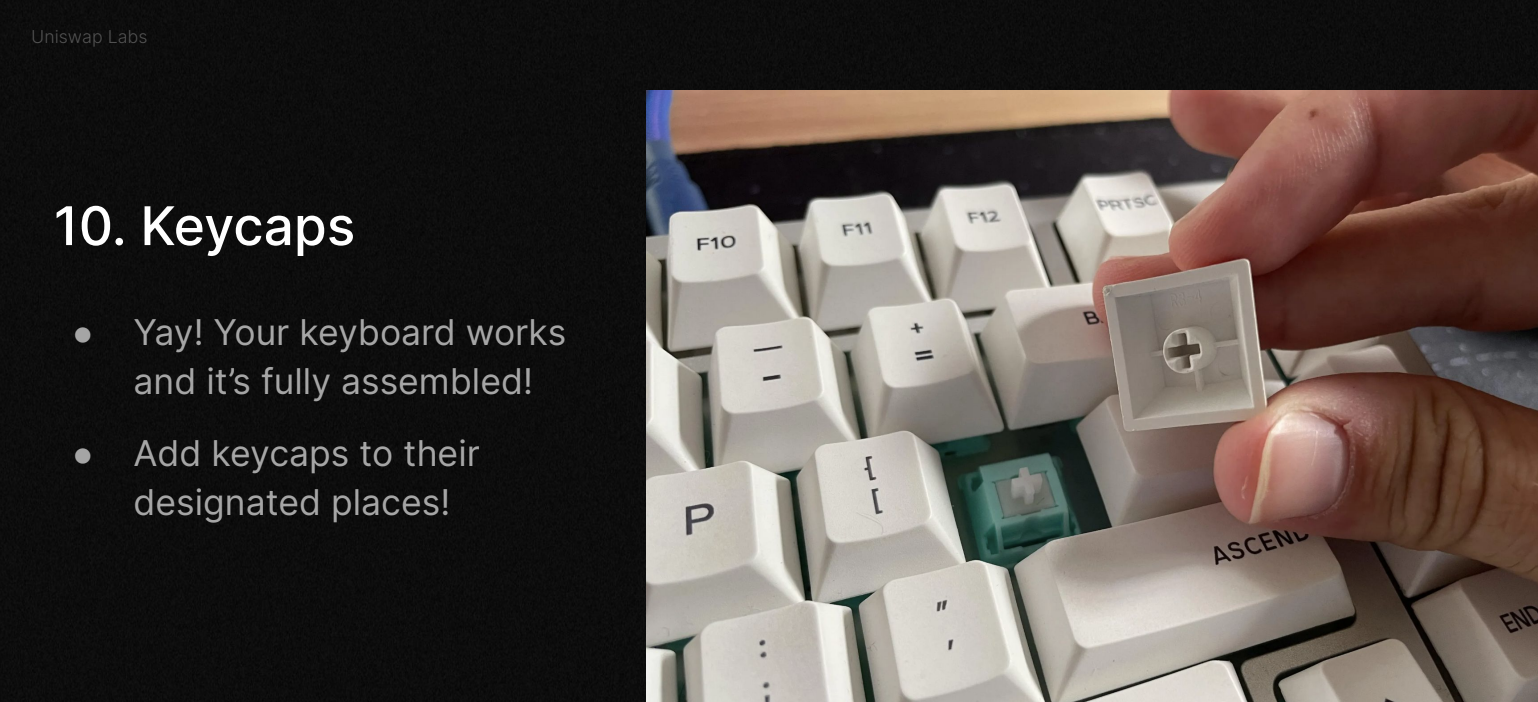 Uniswap Labs
10. Keycaps
● Yay! Your keyboard works
and it’s fully assembled!
● Add keycaps to their
designated places!
F10
F11
F12
PRTSC
—
-
+
=
B
P
{
[
ASCEND
:
;
"
'
END